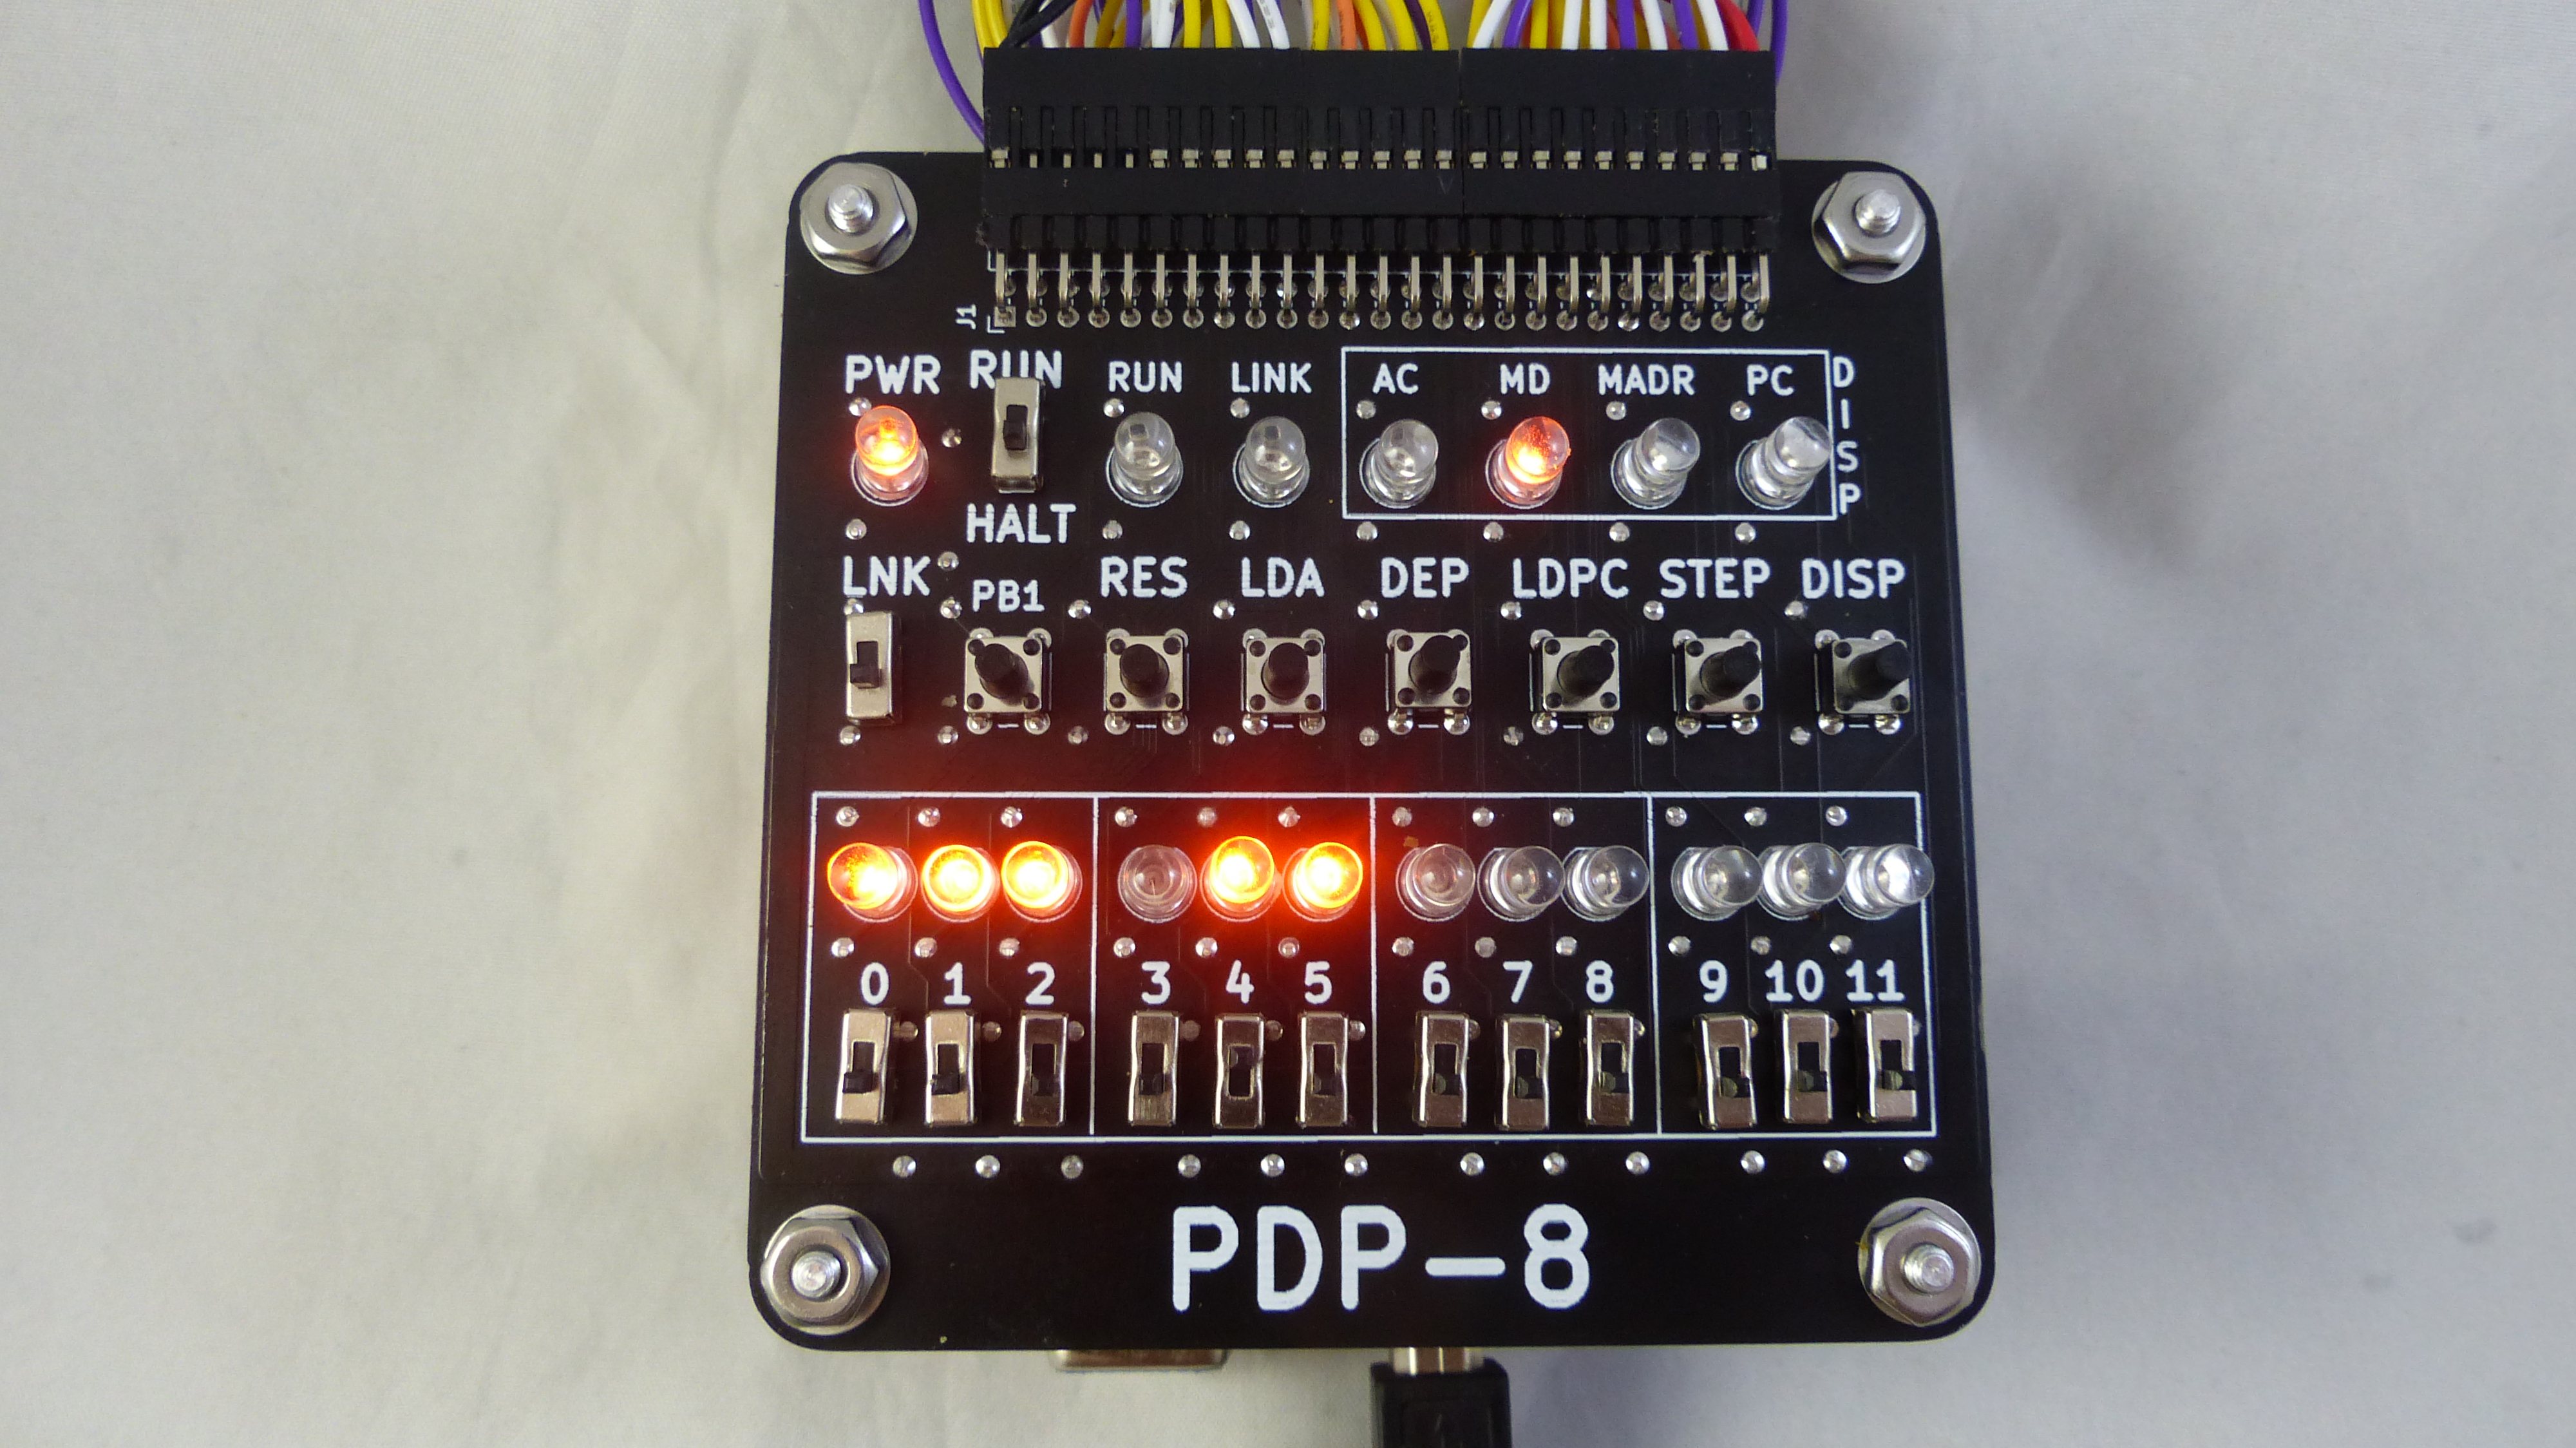 J1
PWR RUN RUN LINK AC MD MADR PC DISP
HALT
LNK PB1 RES LDA DEP LDPC STEP DISP
0 1 2 3 4 5 6 7 8 9 10 11
PDP-8